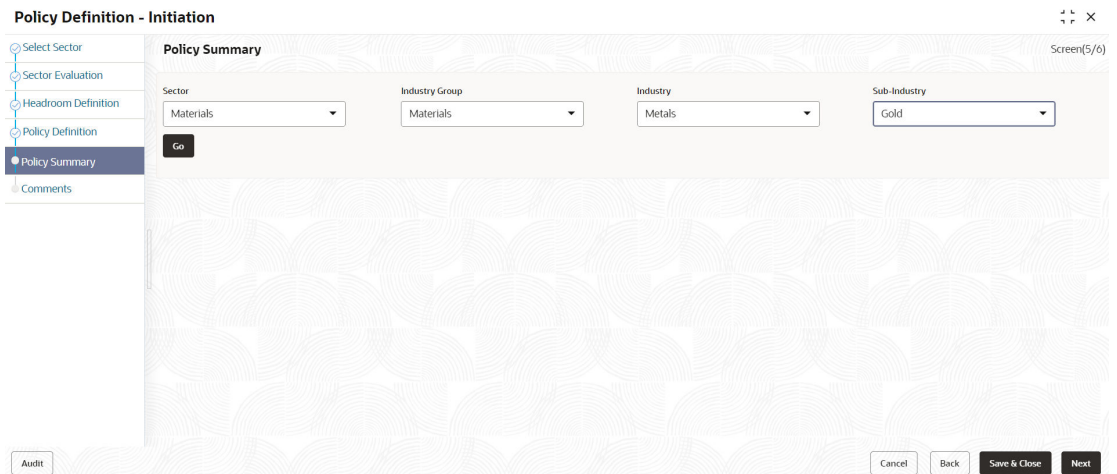 Policy Definition - Initiation
Select Sector
Sector Evaluation
Headroom Definition
Policy Definition
Policy Summary
Comments
Policy Summary
Screen(5/6)
Sector
Industry Group
Industry
Sub-Industry
Materials
Materials
Metals
Gold
Go
Audit
Cancel
Back
Save & Close
Next